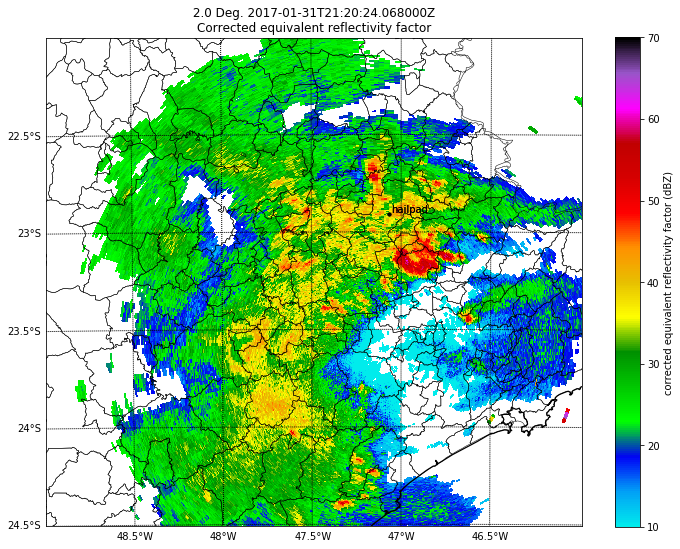 2.0 Deg. 2017-01-31T21:20:24.068000Z
Corrected equivalent reflectivity factor
22.5°S
23°S
23.5°S
24°S
24.5°S
48.5°W
48°W
47.5°W
47°W
46.5°W
hailpad
70
60
50
40
30
20
10
corrected equivalent reflectivity factor (dBZ)